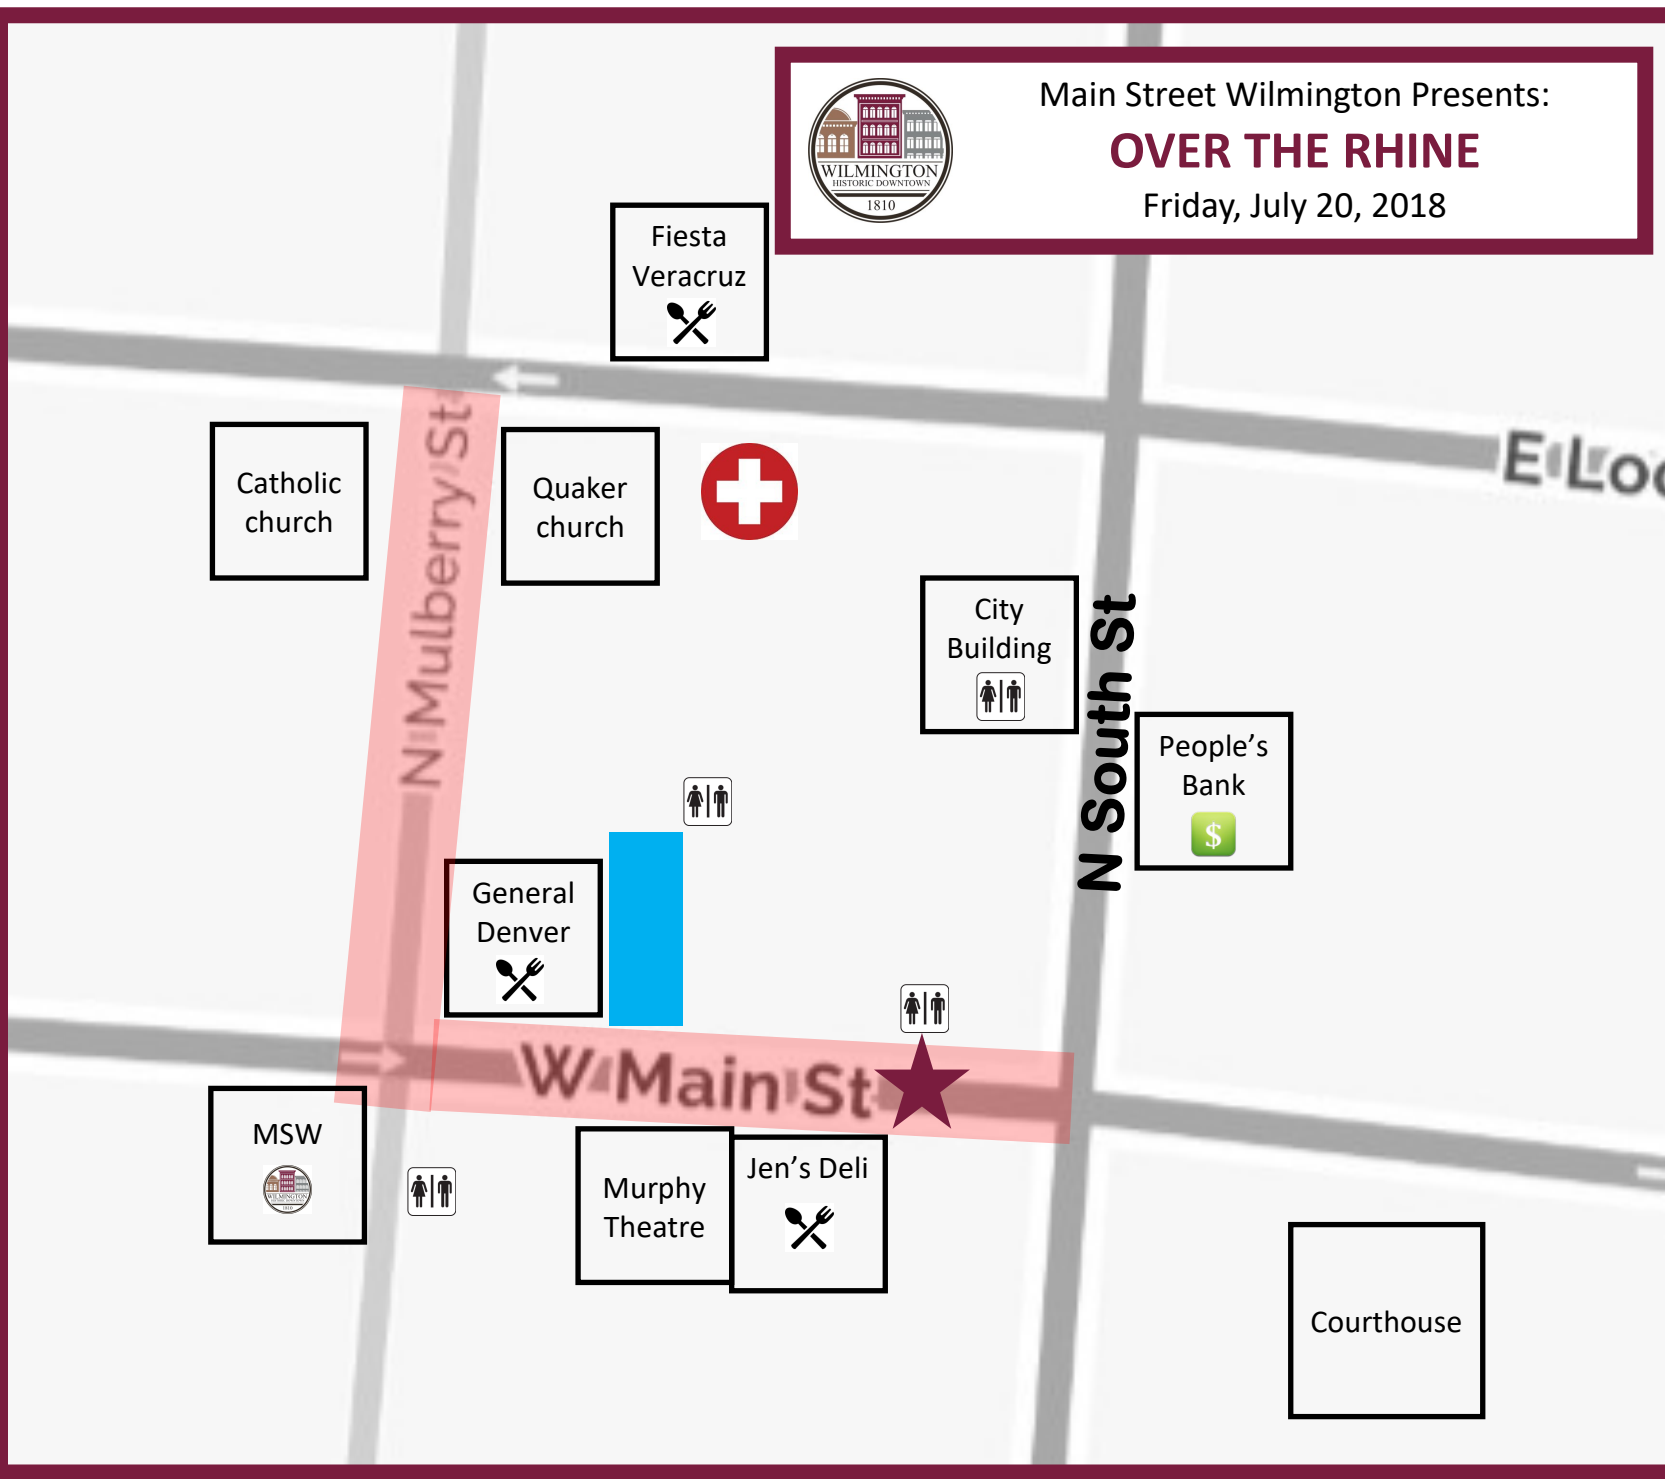 Main Street Wilmington Presents:
OVER THE RHINE
Friday, July 20, 2018
WILMINGTON
HISTORIC DOWNTOWN
1810
Fiesta
Veracruz
E Loc
N Mulberry St
Catholic
church
Quaker
church
City
Building
N South St
People's
Bank
$
General
Denver
W Main St
MSW
WILMINGTON
1810
Murphy
Theatre
Jen's Deli
Courthouse